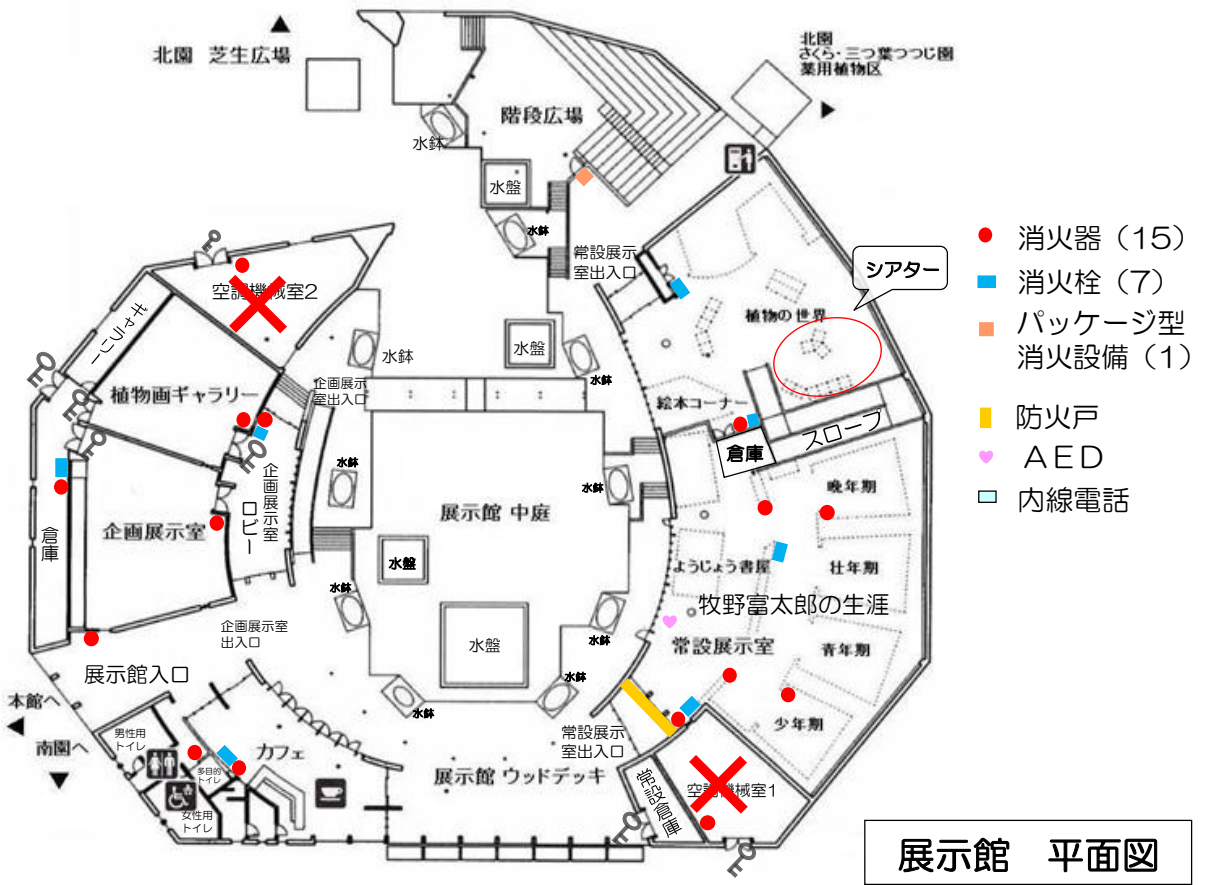 北園 芝生広場
北園
さくら・三つ葉つつじ園
薬用植物区
階段広場
水鉢
水盤
水鉢
常設展示
室出入口
シアター
植物の世界
空調機械室2
ギャラリー
植物画ギャラリー
水鉢
企画展示
室出入口
水盤
水鉢
絵本コーナー
倉庫
スロープ
水鉢
水鉢
展示館 中庭
企画展示室
ロビー
企画展示室
倉庫
水盤
晩年期
ようじょう書屋
壮年期
牧野富太郎の生涯
常設展示室
青年期
少年期
水鉢
水鉢
水盤
企画展示室
出入口
水鉢
水鉢
展示館入口
本館へ
南園へ
男性用
トイレ
多目的
トイレ
女性用
トイレ
カフェ
展示館 ウッドデッキ
常設展示
室出入口
常設倉庫
空調機械室1
消火器（15）
消火栓（7）
パッケージ型
消火設備（1）
防火戸
AED
内線電話
展示館　平面図